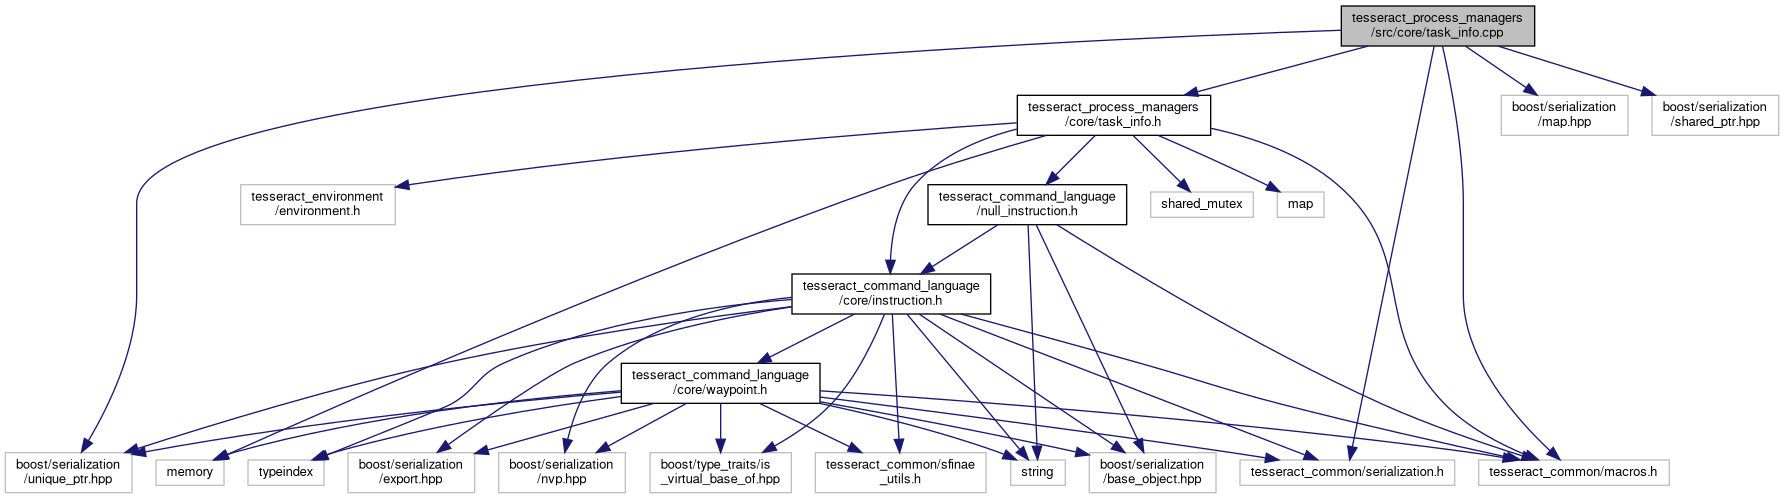 tesseract_process_managers
/src/core/task_info.cpp
tesseract_process_managers
/core/task_info.h
boost/serialization
/map.hpp
boost/serialization
/shared_ptr.hpp
tesseract_environment
/environment.h
tesseract_command_language
/null_instruction.h
shared_mutex
map
tesseract_command_language
/core/instruction.h
tesseract_command_language
/core/waypoint.h
boost/serialization
/unique_ptr.hpp
memory
typeindex
boost/serialization
/export.hpp
boost/serialization
/nvp.hpp
boost/type_traits/is
_virtual_base_of.hpp
tesseract_common/sfinae
_utils.h
string
boost/serialization
/base_object.hpp
tesseract_common/serialization.h
tesseract_common/macros.h